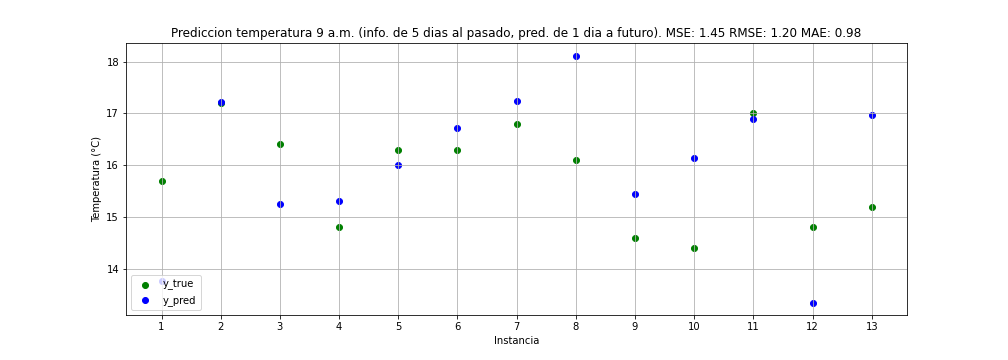 Prediccion temperatura 9 a.m. (info. de 5 dias al pasado, pred. de 1 dia a futuro). MSE: 1.45 RMSE: 1.20 MAE: 0.98
Temperatura (°C)
18
17
16
15
14
y_true
y_pred
1 2 3 4 5 6 7 8 9 10 11 12 13
Instancia